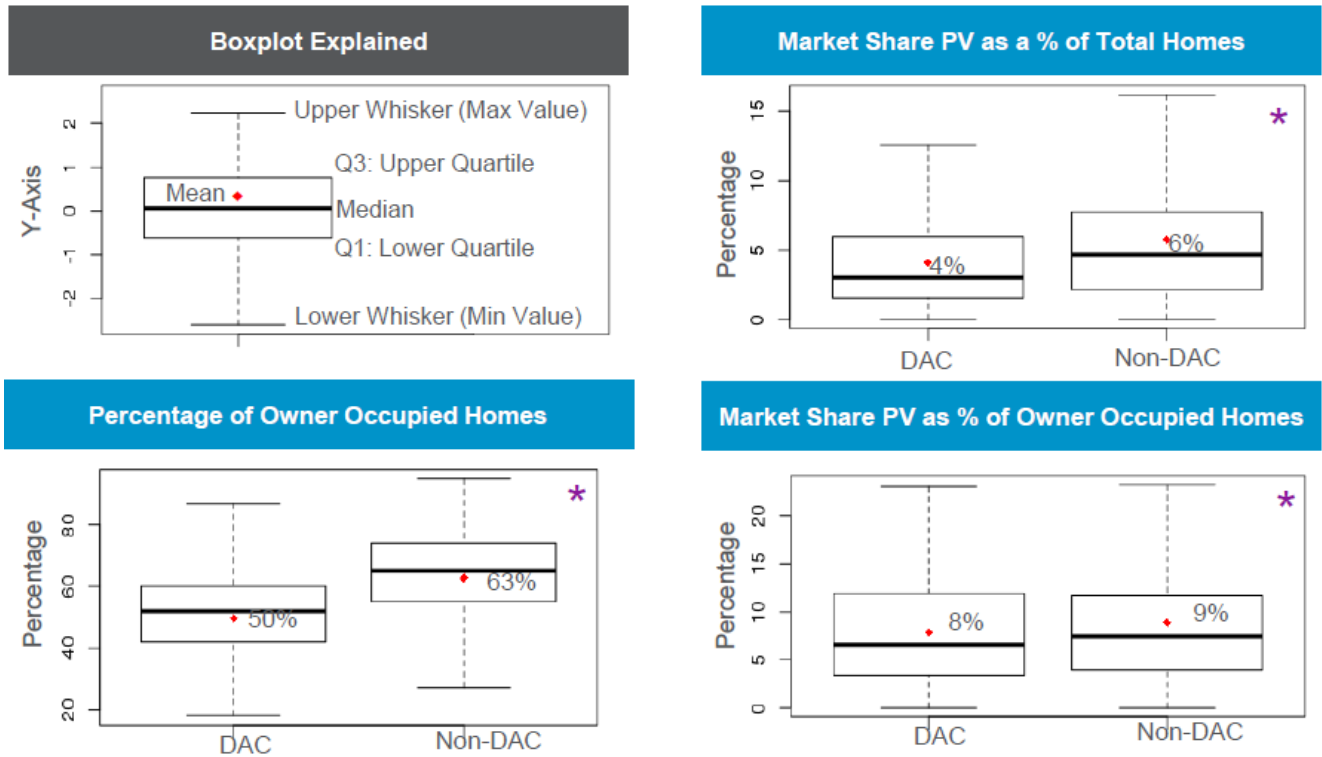 Boxplot Explained
Y-Axis
2
1
0
-1
-2
Upper Whisker (Max Value)
Q3: Upper Quartile
Mean
Median
Q1: Lower Quartile
Lower Whisker (Min Value)
Market Share PV as a % of Total Homes
Percentage
15
10
5
0
*
4%
6%
DAC
Non-DAC
Percentage of Owner Occupied Homes
Percentage
80
60
40
20
*
50%
63%
DAC
Non-DAC
Market Share PV as % of Owner Occupied Homes
Percentage
20
15
10
5
0
*
8%
9%
DAC
Non-DAC